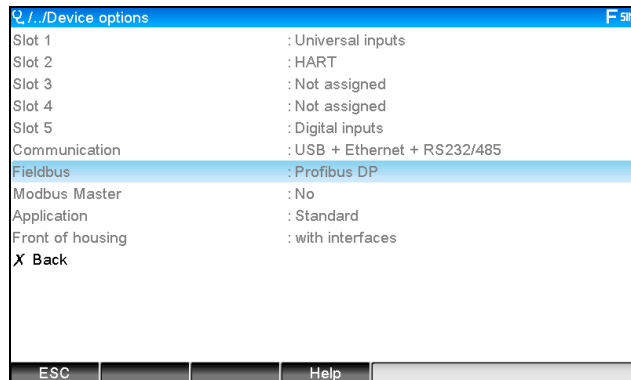 /../Device options F SIM
Slot 1 : Universal inputs
Slot 2 : HART
Slot 3 : Not assigned
Slot 4 : Not assigned
Slot 5 : Digital inputs
Communication : USB + Ethernet + RS232/485
Fieldbus : Profibus DP
Modbus Master : No
Application : Standard
Front of housing : with interfaces
X Back
ESC Help